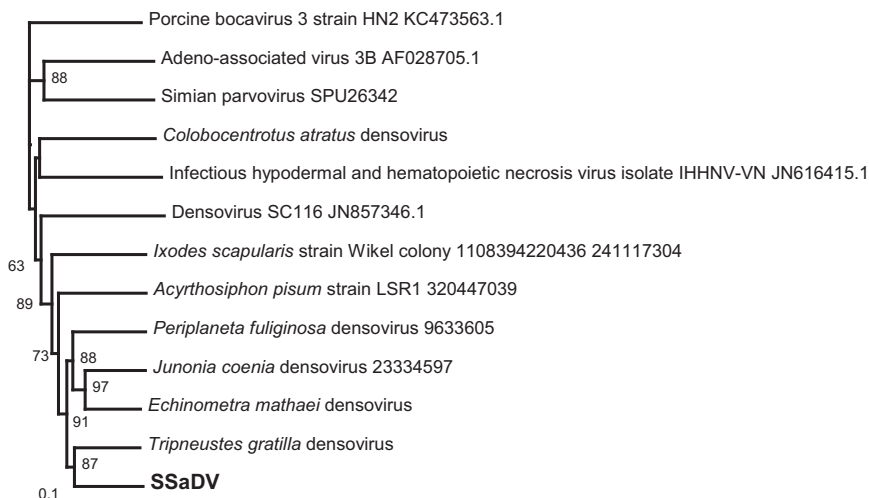 Porcine bocavirus 3 strain HN2 KC473563.1
Adeno-associated virus 3B AF028705.1
88
Simian parvovirus SPU26342
Colobocentrotus atratus densovirus
Infectious hypodermal and hematopoietic necrosis virus isolate IHHNV-VN JN616415.1
Densovirus SC116 JN857346.1
Ixodes scapularis strain Wikel colony 1108394220436 241117304
63
Acyrthosiphon pisum strain LSR1 320447039
89
Periplaneta fuliginosa densovirus 9633605
73
88
Junonia coenia densovirus 23334597
97
Echinometra mathaei densovirus
91
Tripneustes gratilla densovirus
87
SSaDV
0.1